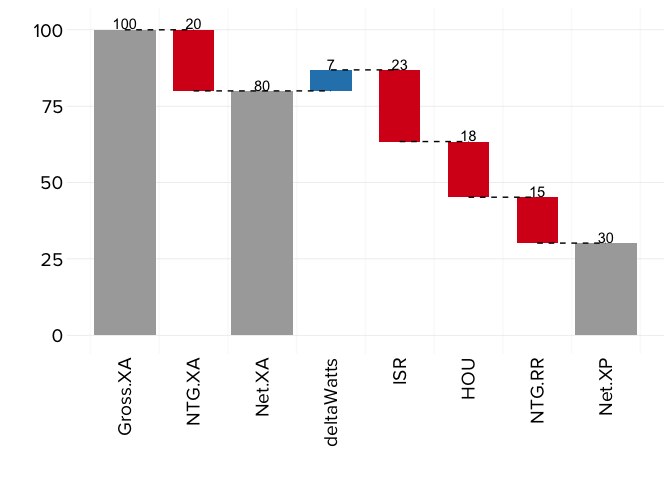 100
75
50
25
0
100
20
80
7
23
18
15
30
Gross.XA
NTG.XA
Net.XA
deltaWatts
ISR
HOU
NTG.RR
Net.XP